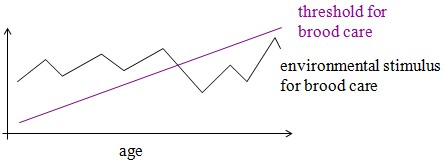 threshold for
brood care
environmental stimulus
for brood care
age